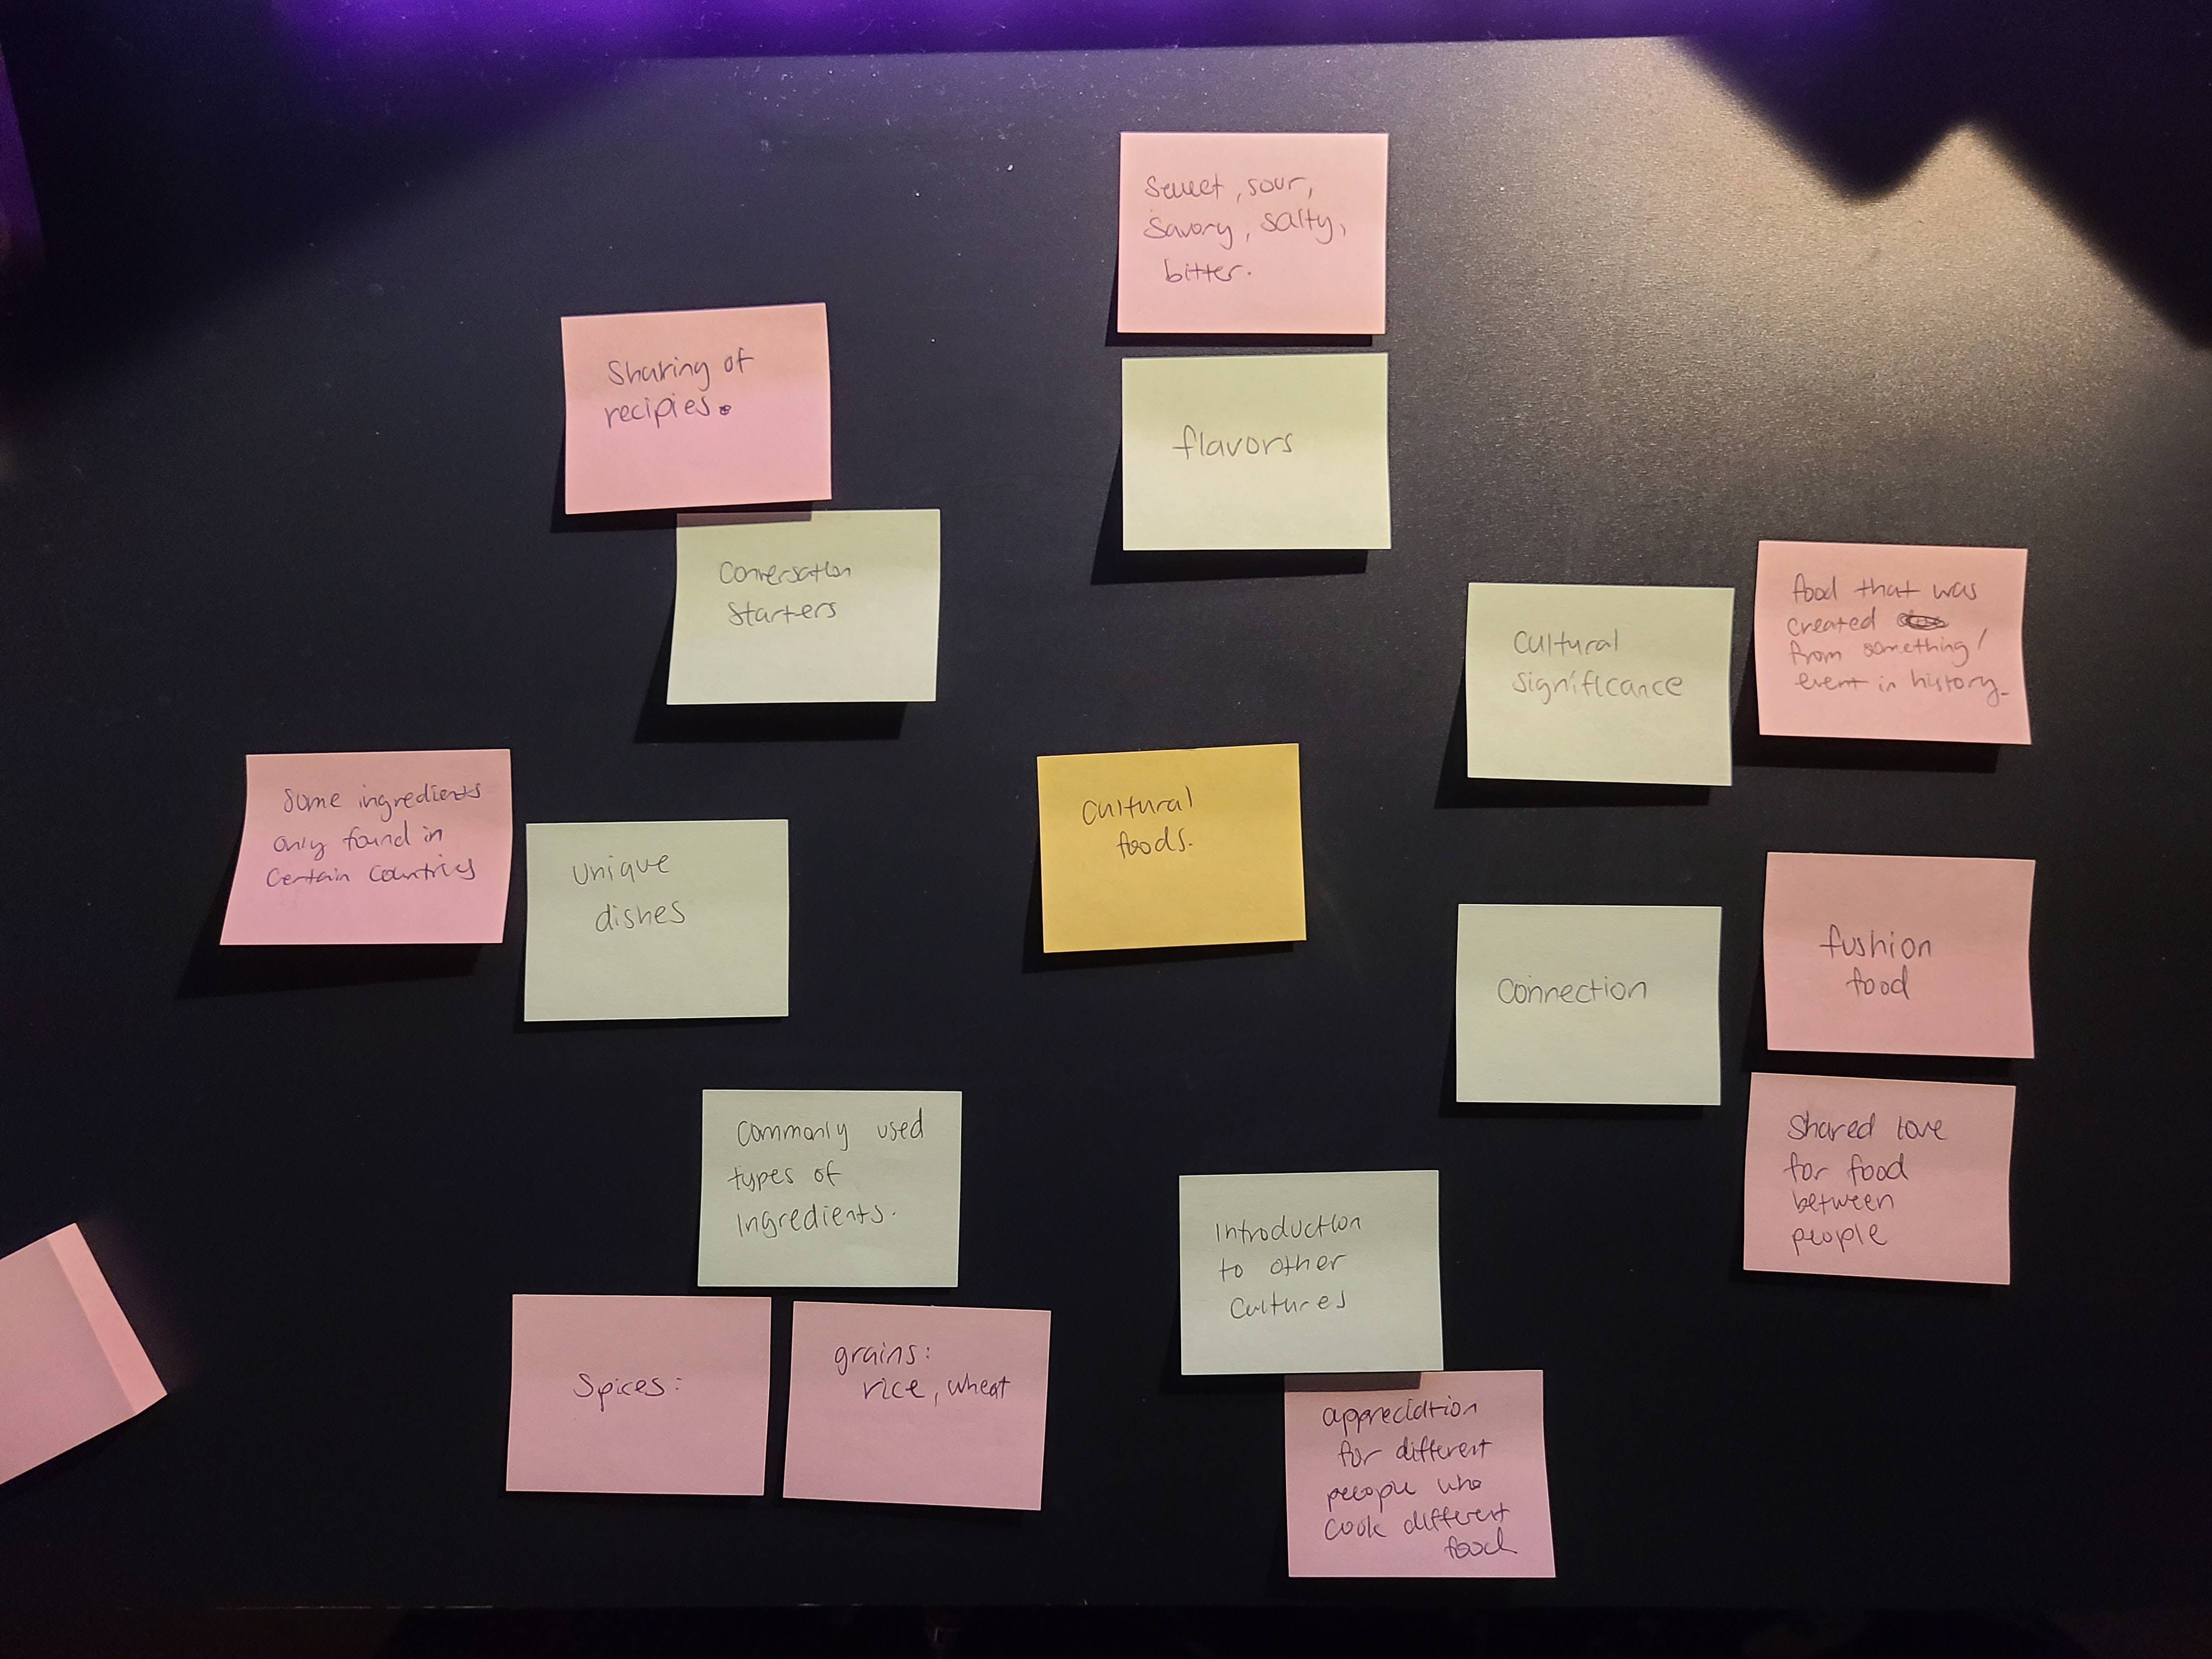 Sweet, sour,
Savory, salty,
bitter.
flavors
Sharing of
recipies.
Conversation
Starters
Cultural
significance
food that was
created
from something/
event in history.
Some ingredients
only found in
Certain Countries
Unique
dishes
Cultural
foods.
Connection
fushion
food
Shared love
for food
between
people
Commonly used
types of
Ingredients.
Spices:
grains:
rice, wheat
Introduction
to other
Cultures
appreciation
for different
peeople who
Cook different
food